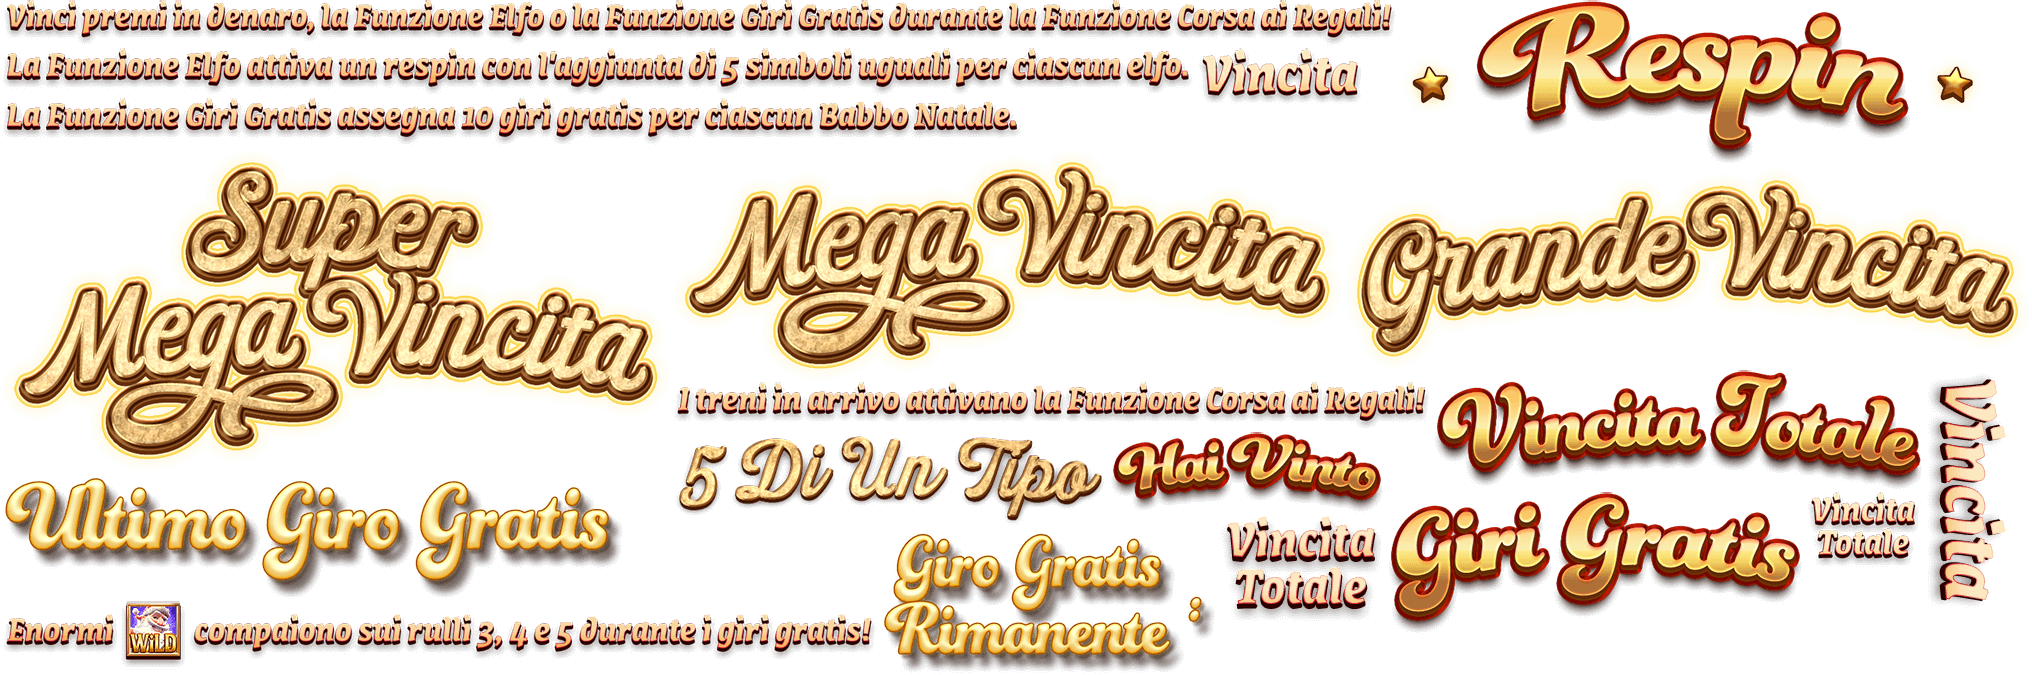 Vinci premi in denaro, la Funzione Elfo o la Funzione Giri Gratis durante la Funzione Corsa ai Regali!
La Funzione Elfo attiva un respin con l'aggiunta di 5 simboli uguali per ciascun elfo.
La Funzione Giri Gratis assegna 10 giri gratis per ciascun Babbo Natale.
Vincita
Respin
Super
Mega Vincita
Mega Vincita
Grande Vincita
I treni in arrivo attivano la Funzione Corsa ai Regali!
Vincita Totale
Vincita
5 Di Un Tipo
Hai Vinto
Ultimo Giro Gratis
Giro Gratis
Rimanente :
Vincita
Totale
Giri Gratis
Vincita
Totale
Enormi WILD compaiono sui rulli 3, 4 e 5 durante i giri gratis!